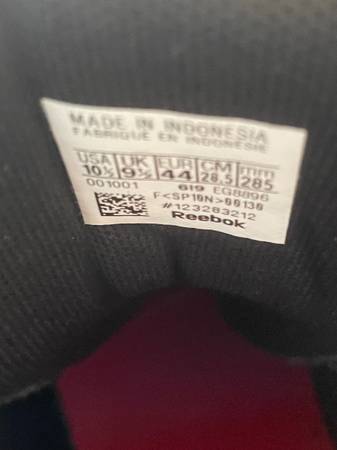 MADE IN INDONESIA
FABRIQUE EN INDONESIE
USA UK EUR CM mm
10½ 9½ 44 28,5 285
001001 619 EG8896
F<SP10N>00130
#123283212
Reebok